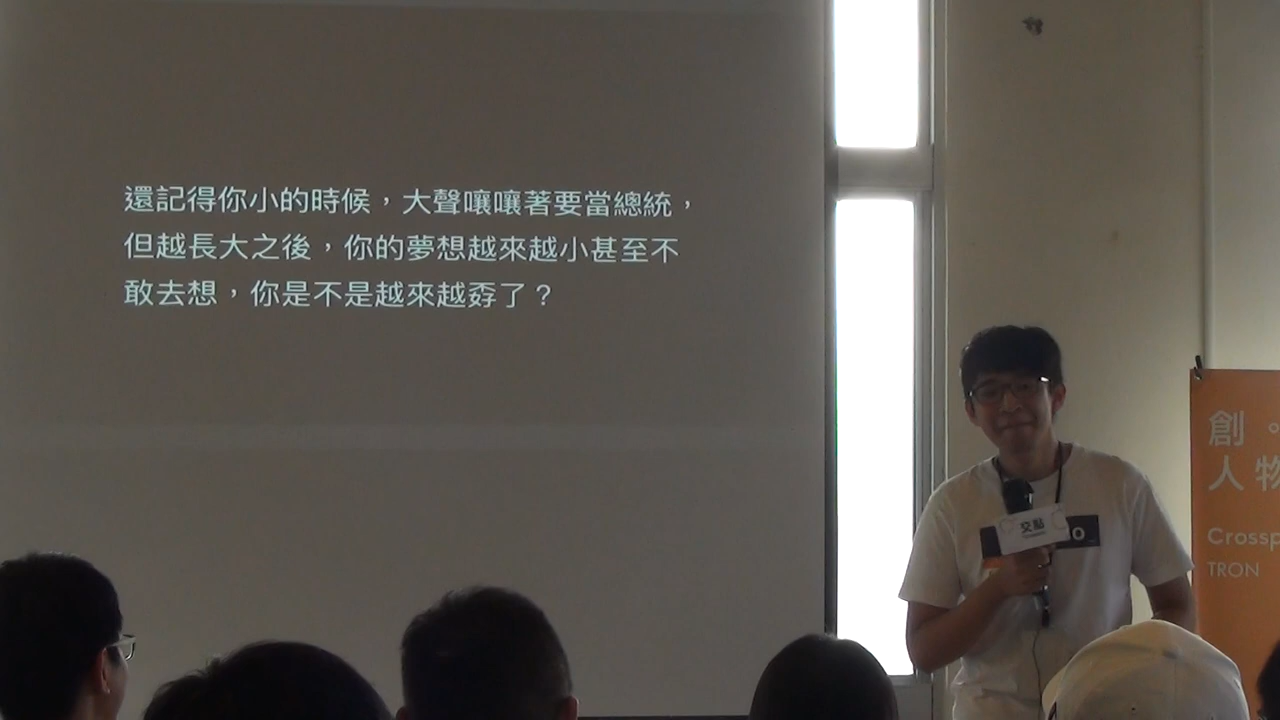 還記得你小的時候，大聲嚷嚷著要當總統，
但越長大之後，你的夢想越來越小甚至不
敢去想，你是不是越來越孬了？
交點
O
創。
人物
Crossp
TRON